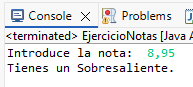 Console × Problems
<terminated> EjercicioNotas [Java A
Introduce la nota: 8,95
Tienes un Sobresaliente.